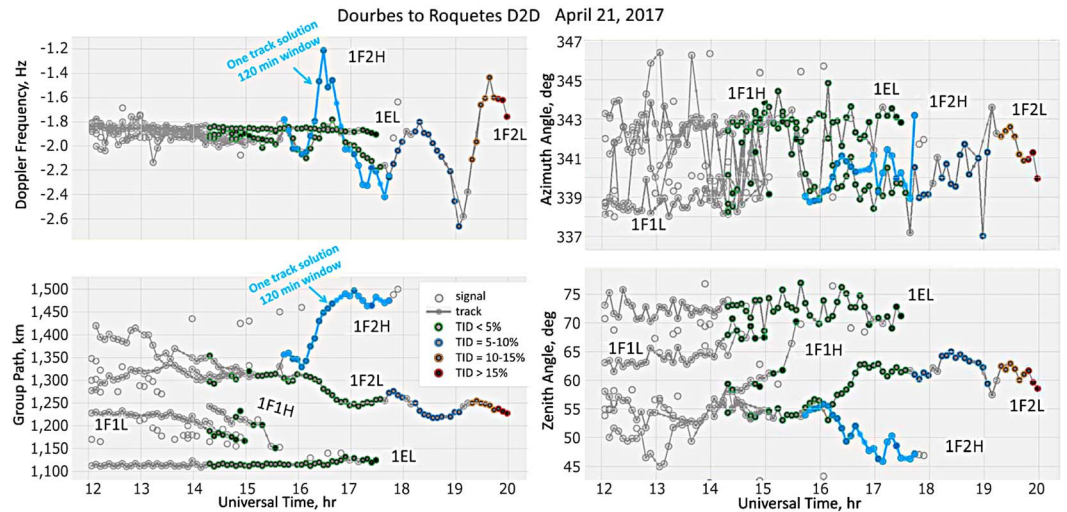 Dourbes to Roquetes D2D April 21, 2017
One track solution
120 min window
1F2H
1EL
1F2L
-1.2
-1.4
-1.6
-1.8
-2.0
-2.2
-2.4
-2.6
Doppler Frequency, Hz
347
345
343
341
339
337
Azimuth Angle, deg
1F1H
1EL
1F2H
1F2L
1F1L
One track solution
120 min window
1F2H
1F2L
1F1H
1F1L
1EL
1,500
1,450
1,400
1,350
1,300
1,250
1,200
1,150
1,100
Group Path, km
signal
track
TID < 5%
TID = 5-10%
TID = 10-15%
TID > 15%
12 13 14 15 16 17 18 19 20
Universal Time, hr
75
70
65
60
55
50
45
Zenith Angle, deg
1EL
1F1L
1F1H
1F2L
1F2H
12 13 14 15 16 17 18 19 20
Universal Time, hr